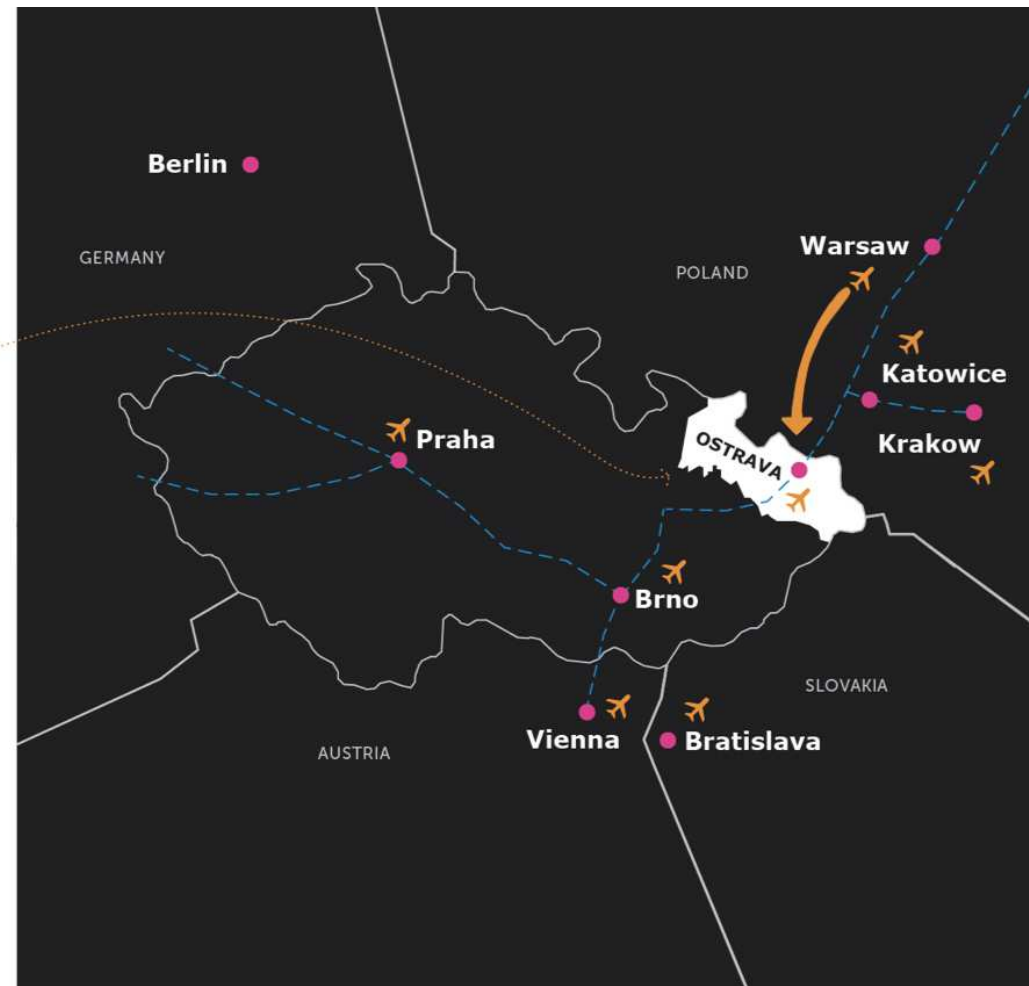 Berlin
GERMANY
Warsaw
POLAND
Katowice
Praha
OSTRAVA
Krakow
Brno
SLOVAKIA
Vienna
Bratislava
AUSTRIA